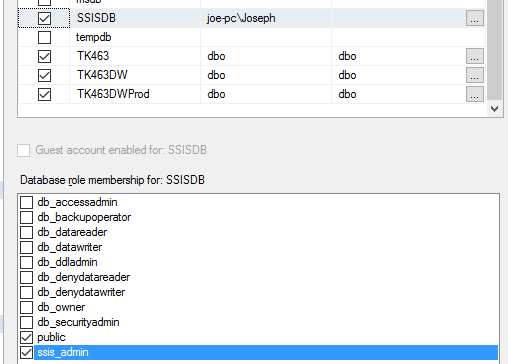 SSISDB joe-pc\Joseph ...
tempdb
TK463 dbo dbo ...
TK463DW dbo dbo ...
TK463DWProd dbo dbo ...
Guest account enabled for: SSISDB
Database role membership for: SSISDB
db_accessadmin
db_backupoperator
db_datareader
db_datawriter
db_ddladmin
db_denydatareader
db_denydatawriter
db_owner
db_securityadmin
public
ssis_admin